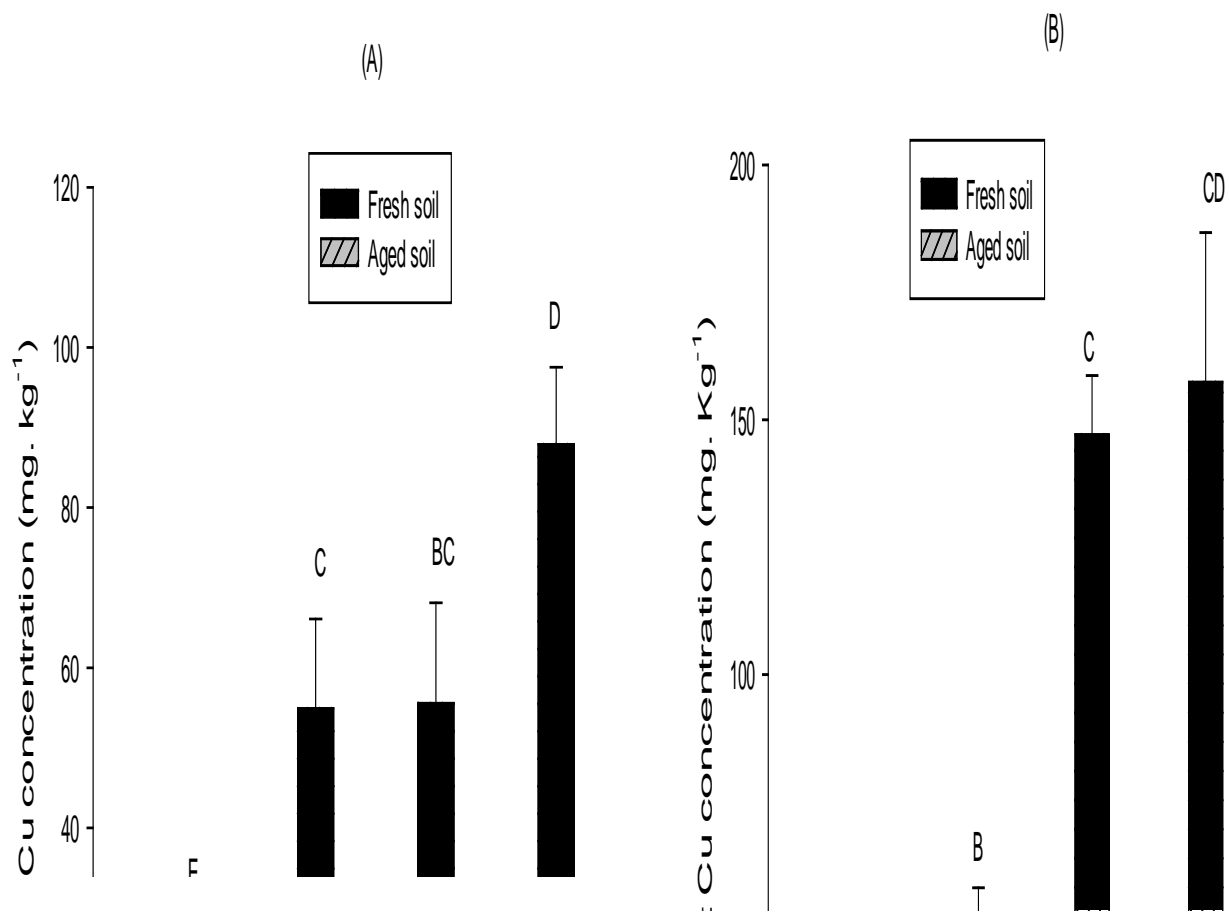 (A)
Fresh soil
Aged soil
120
100
80
60
40
Cu concentration (mg. kg⁻¹)
C
BC
D
(B)
Fresh soil
Aged soil
200
150
100
Cu concentration (mg. Kg⁻¹)
B
C
CD